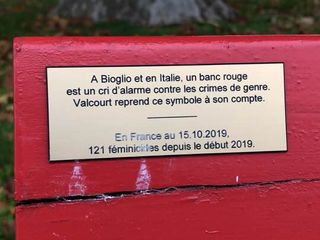 A Bioglio et en Italie, un banc rouge
est un cri d'alarme contre les crimes de genre.
Valcourt reprend ce symbole à son compte.
En France au 15.10.2019,
121 féminicides depuis le début 2019.